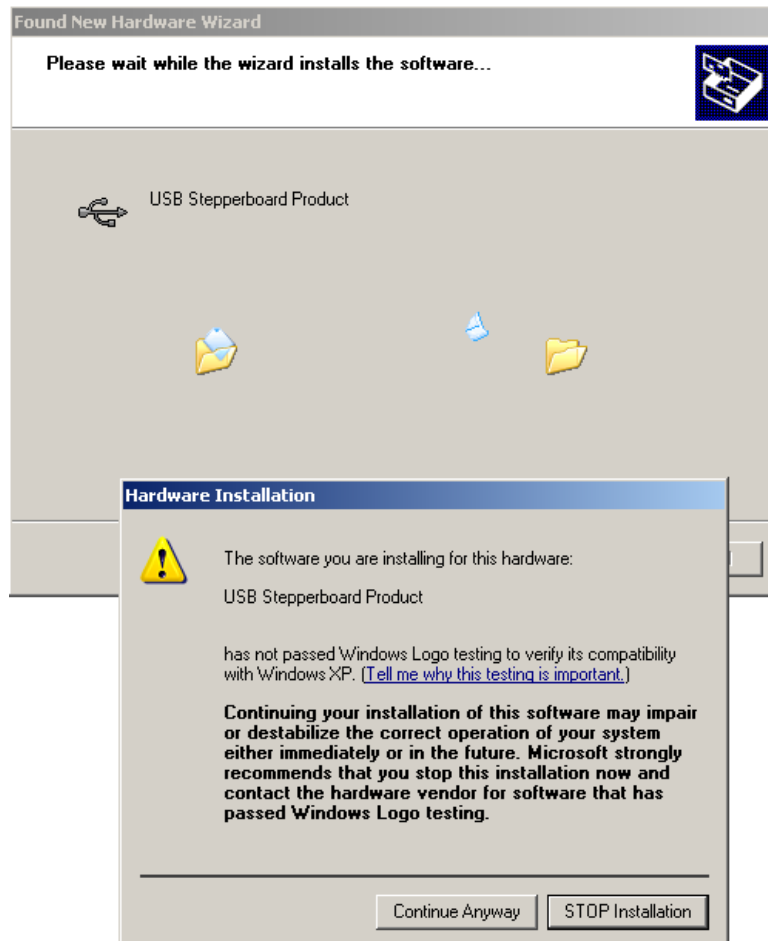 Found New Hardware Wizard
Please wait while the wizard installs the software...
USB Stepperboard Product
Hardware Installation
The software you are installing for this hardware:
USB Stepperboard Product
has not passed Windows Logo testing to verify its compatibility
with Windows XP. (Tell me why this testing is important.)
Continuing your installation of this software may impair
or destabilize the correct operation of your system
either immediately or in the future. Microsoft strongly
recommends that you stop this installation now and
contact the hardware vendor for software that has
passed Windows Logo testing.
Continue Anyway
STOP Installation